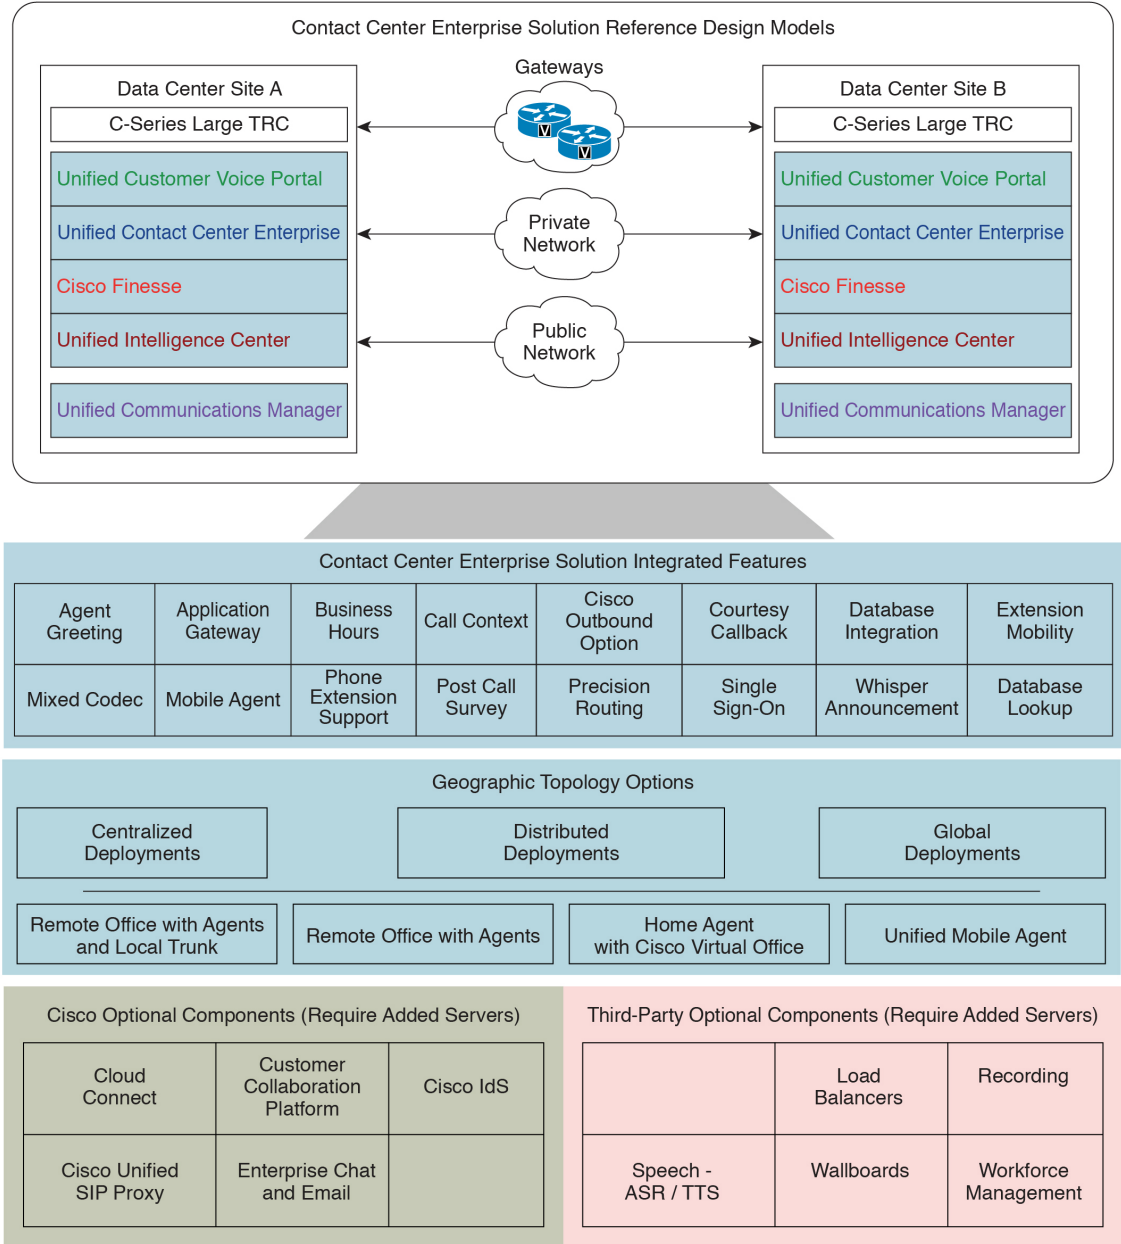 Contact Center Enterprise Solution Reference Design Models
Gateways
Data Center Site A
C-Series Large TRC
Unified Customer Voice Portal
Unified Contact Center Enterprise
Cisco Finesse
Unified Intelligence Center
Unified Communications Manager
V
V
Private
Network
Public
Network
Data Center Site B
C-Series Large TRC
Unified Customer Voice Portal
Unified Contact Center Enterprise
Cisco Finesse
Unified Intelligence Center
Unified Communications Manager
Contact Center Enterprise Solution Integrated Features
Agent
Greeting
Application
Gateway
Business
Hours
Call Context
Cisco
Outbound
Option
Courtesy
Callback
Database
Integration
Extension
Mobility
Mixed Codec
Mobile Agent
Phone
Extension
Support
Post Call
Survey
Precision
Routing
Single
Sign-On
Whisper
Announcement
Database
Lookup
Geographic Topology Options
Centralized
Deployments
Distributed
Deployments
Global
Deployments
Remote Office with Agents
and Local Trunk
Remote Office with Agents
Home Agent
with Cisco Virtual Office
Unified Mobile Agent
Cisco Optional Components (Require Added Servers)
Cloud
Connect
Customer
Collaboration
Platform
Cisco IdS
Cisco Unified
SIP Proxy
Enterprise Chat
and Email
Third-Party Optional Components (Require Added Servers)
Load
Balancers
Recording
Speech -
ASR / TTS
Wallboards
Workforce
Management